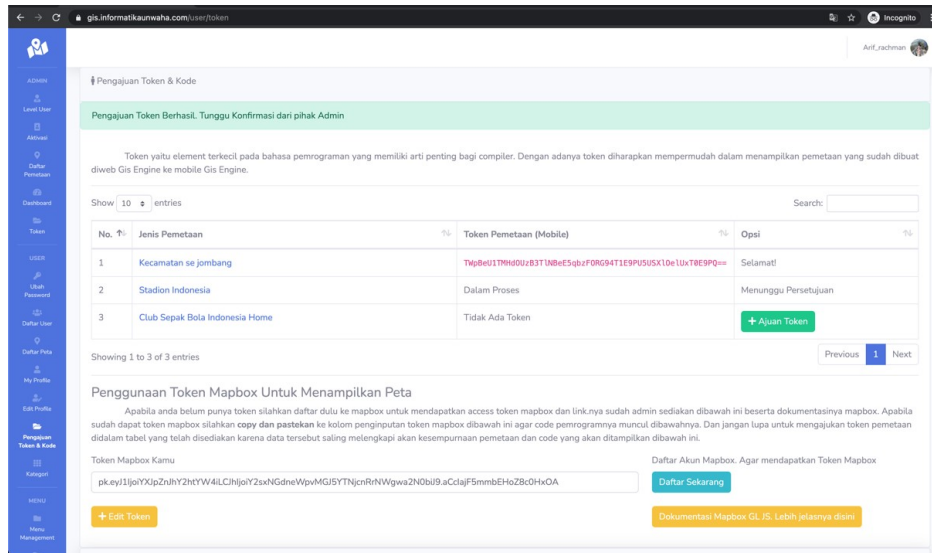 gis.informatikaunwaha.com/user/token
Incognito
Arif_rachman
ADMIN
Level User
Aktivasi
Daftar
Pemetaan
Dashboard
Token
USER
Ubah
Password
Daftar User
Daftar Peta
My Profile
Edit Profile
Pengajuan
Token & Kode
Kategori
MENU
Menu
Management
Pengajuan Token & Kode
Pengajuan Token Berhasil. Tunggu Konfirmasi dari pihak Admin
Token yaitu element terkecil pada bahasa pemrograman yang memiliki arti penting bagi compiler. Dengan adanya token diharapkan mempermudah dalam menampilkan pemetaan yang sudah dibuat
diweb Gis Engine ke mobile Gis Engine.
Show 10 entries Search:
No. Jenis Pemetaan Token Pemetaan (Mobile) Opsi
1 Kecamatan se jombang Selamat!
2 Stadion Indonesia Dalam Proses Menunggu Persetujuan
3 Club Sepak Bola Indonesia Home Tidak Ada Token + Ajuan Token
Showing 1 to 3 of 3 entries Previous 1 Next
Penggunaan Token Mapbox Untuk Menampilkan Peta
Apabila anda belum punya token silahkan daftar dulu ke mapbox untuk mendapatkan access token mapbox dan link.nya sudah admin sediakan dibawah ini beserta dokumentasinya mapbox. Apabila
sudah dapat token mapbox silahkan copy dan pastekan ke kolom penginputan token mapbox dibawah ini agar code pemrogramnya muncul dibawahnya. Dan jangan lupa untuk mengajukan token pemetaan
didalam tabel yang telah disediakan karena data tersebut saling melengkapi akan kesempurnaan pemetaan dan code yang akan ditampilkan dibawah ini.
Token Mapbox Kamu Daftar Akun Mapbox. Agar mendapatkan Token Mapbox
Daftar Sekarang
+ Edit Token Dokumentasi Mapbox GL JS. Lebih jelasnya disini